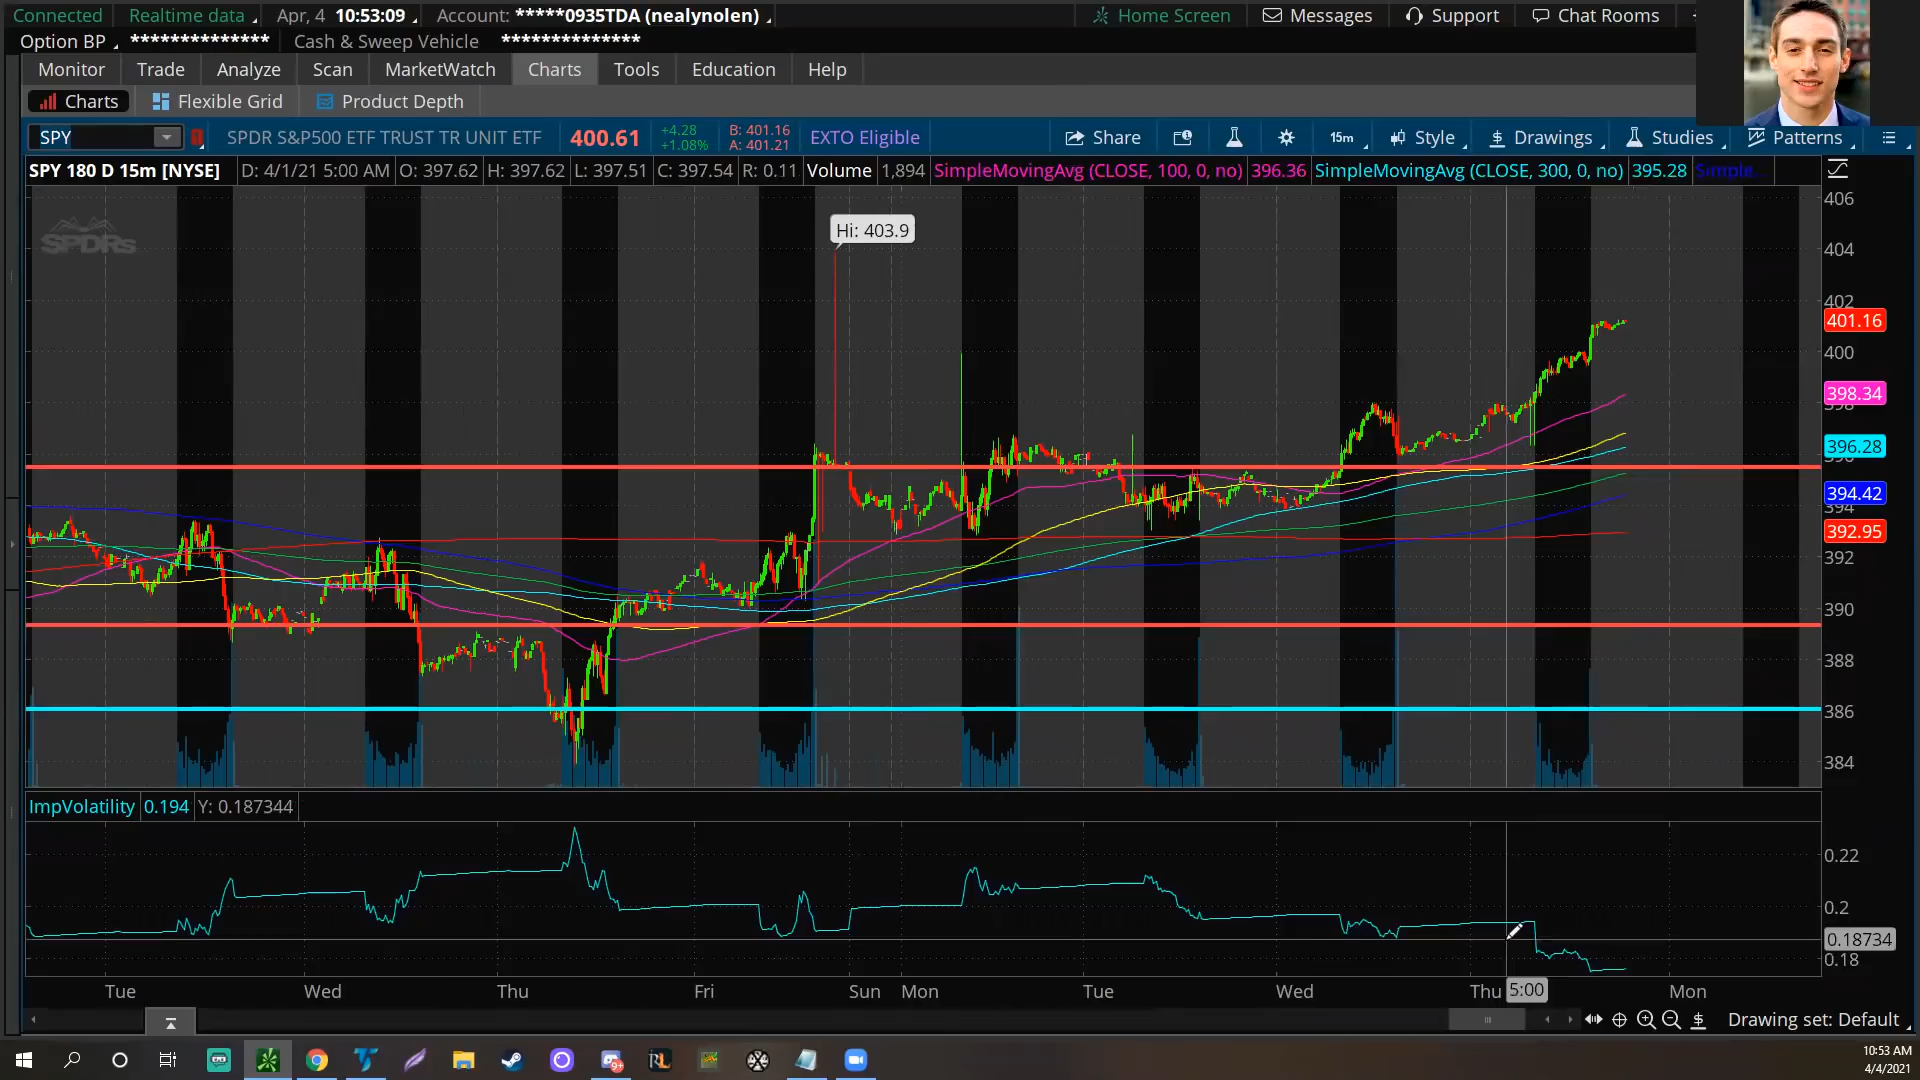 Connected Realtime data Apr, 4 10:53:09 Account: *****0935TDA (nealynolen) Home Screen Messages Support Chat Rooms
Option BP ************** Cash & Sweep Vehicle **************
Monitor Trade Analyze Scan MarketWatch Charts Tools Education Help
Charts Flexible Grid Product Depth
SPY SPDR S&P500 ETF TRUST TR UNIT ETF 400.61 +4.28 +1.08% B: 401.16 A: 401.21 EXTO Eligible Share 15m Style $ Drawings Studies Patterns
SPY 180 D 15m [NYSE] D: 4/1/21 5:00 AM O: 397.62 H: 397.62 L: 397.51 C: 397.54 R: 0.11 Volume 1,894 SimpleMovingAvg (CLOSE, 100, 0, no) 396.36 SimpleMovingAvg (CLOSE, 300, 0, no) 395.28 Simple...
406
SPDRs
Hi: 403.9
404
402
401.16
400
398.34
398
396.28
394.42
394
392.95
392
390
388
386
384
ImpVolatility 0.194 Y: 0.187344
0.22
0.2
0.18734
0.18
Tue Wed Thu Fri Sun Mon Tue Wed Thu 5:00 Mon
$ Drawing set: Default
9+ RL
10:53 AM
4/4/2021